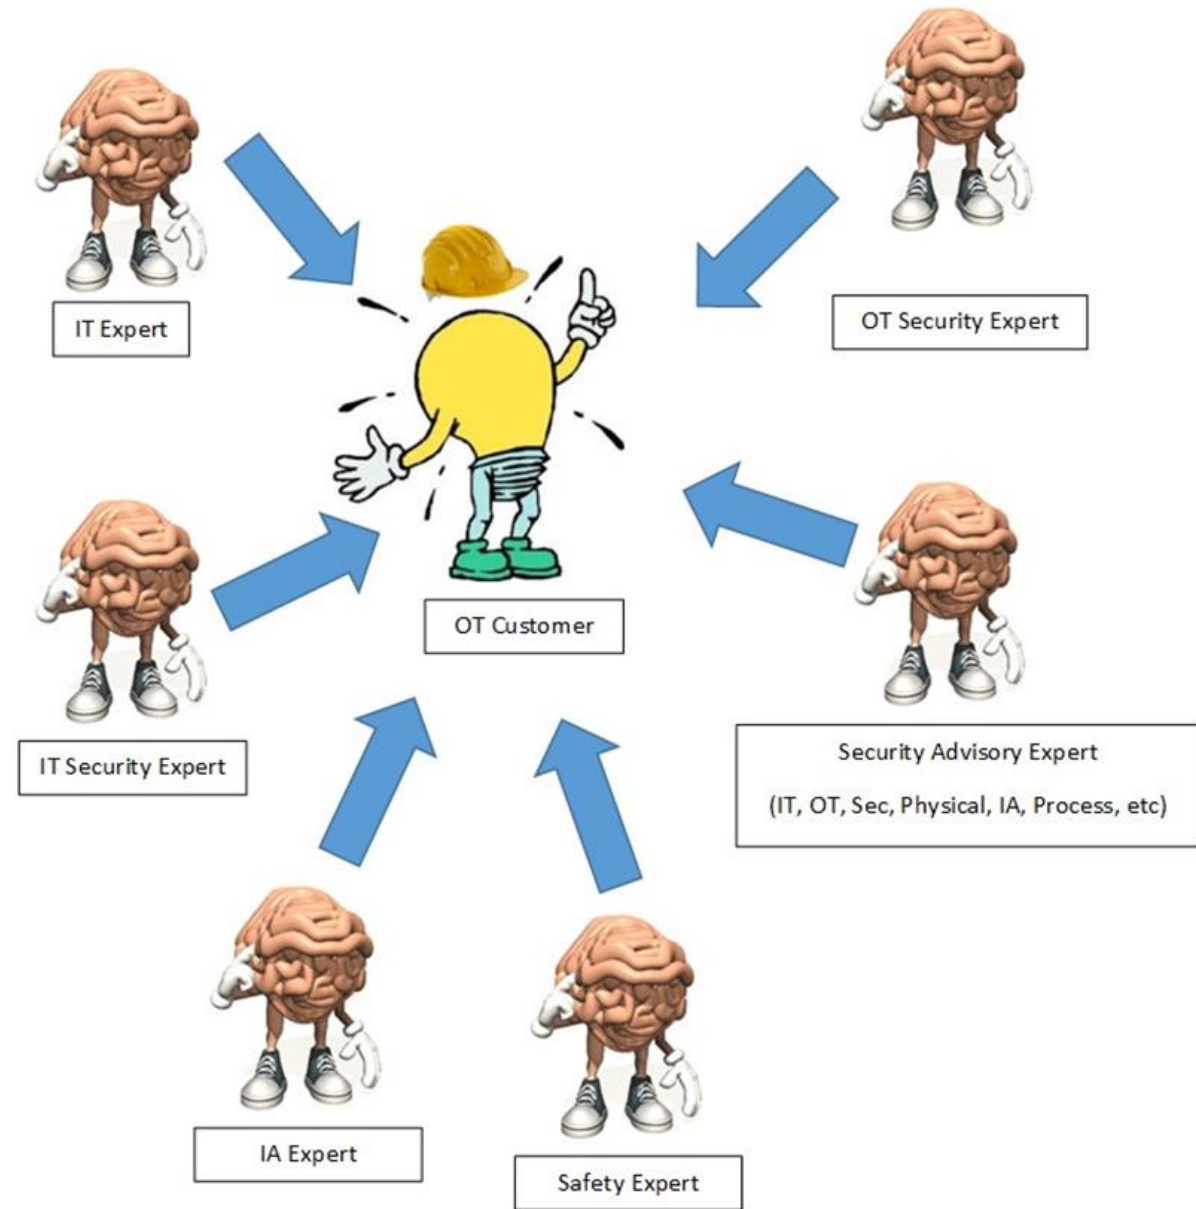 IT Expert
OT Security Expert
OT Customer
IT Security Expert
Security Advisory Expert
(IT, OT, Sec, Physical, IA, Process, etc)
IA Expert
Safety Expert